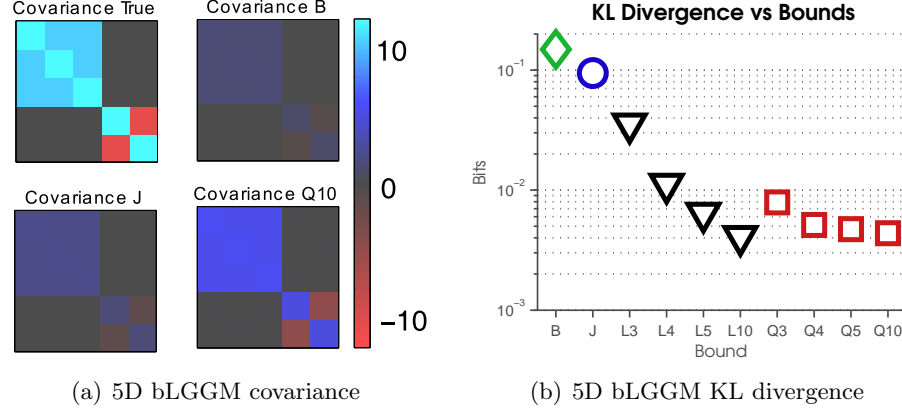 Covariance True
Covariance B
10
0
−10
Covariance J
Covariance Q10
KL Divergence vs Bounds
Bits
10⁻¹
10⁻²
10⁻³
B J L3 L4 L5 L10 Q3 Q4 Q5 Q10
Bound
(a) 5D bLGGM covariance
(b) 5D bLGGM KL divergence